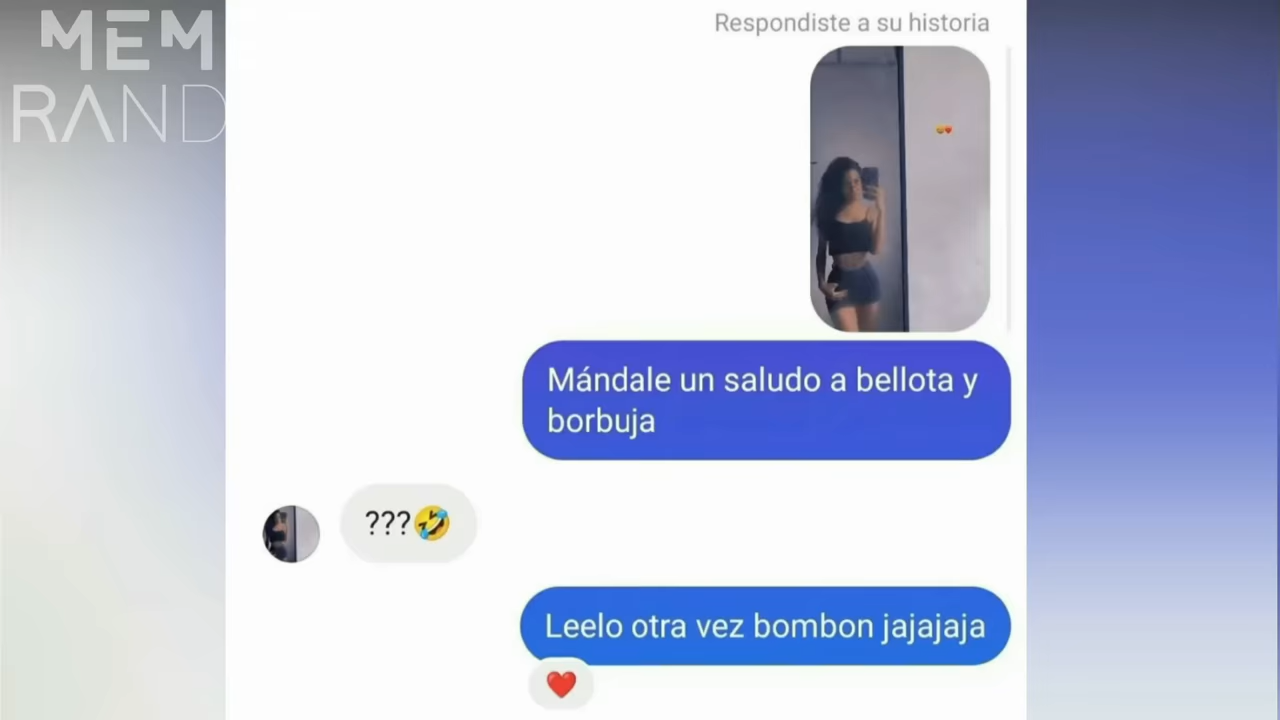 MEM
RAND
Respondiste a su historia
Mándale un saludo a bellota y
borbuja
???🤣
Leelo otra vez bombon jajajaja